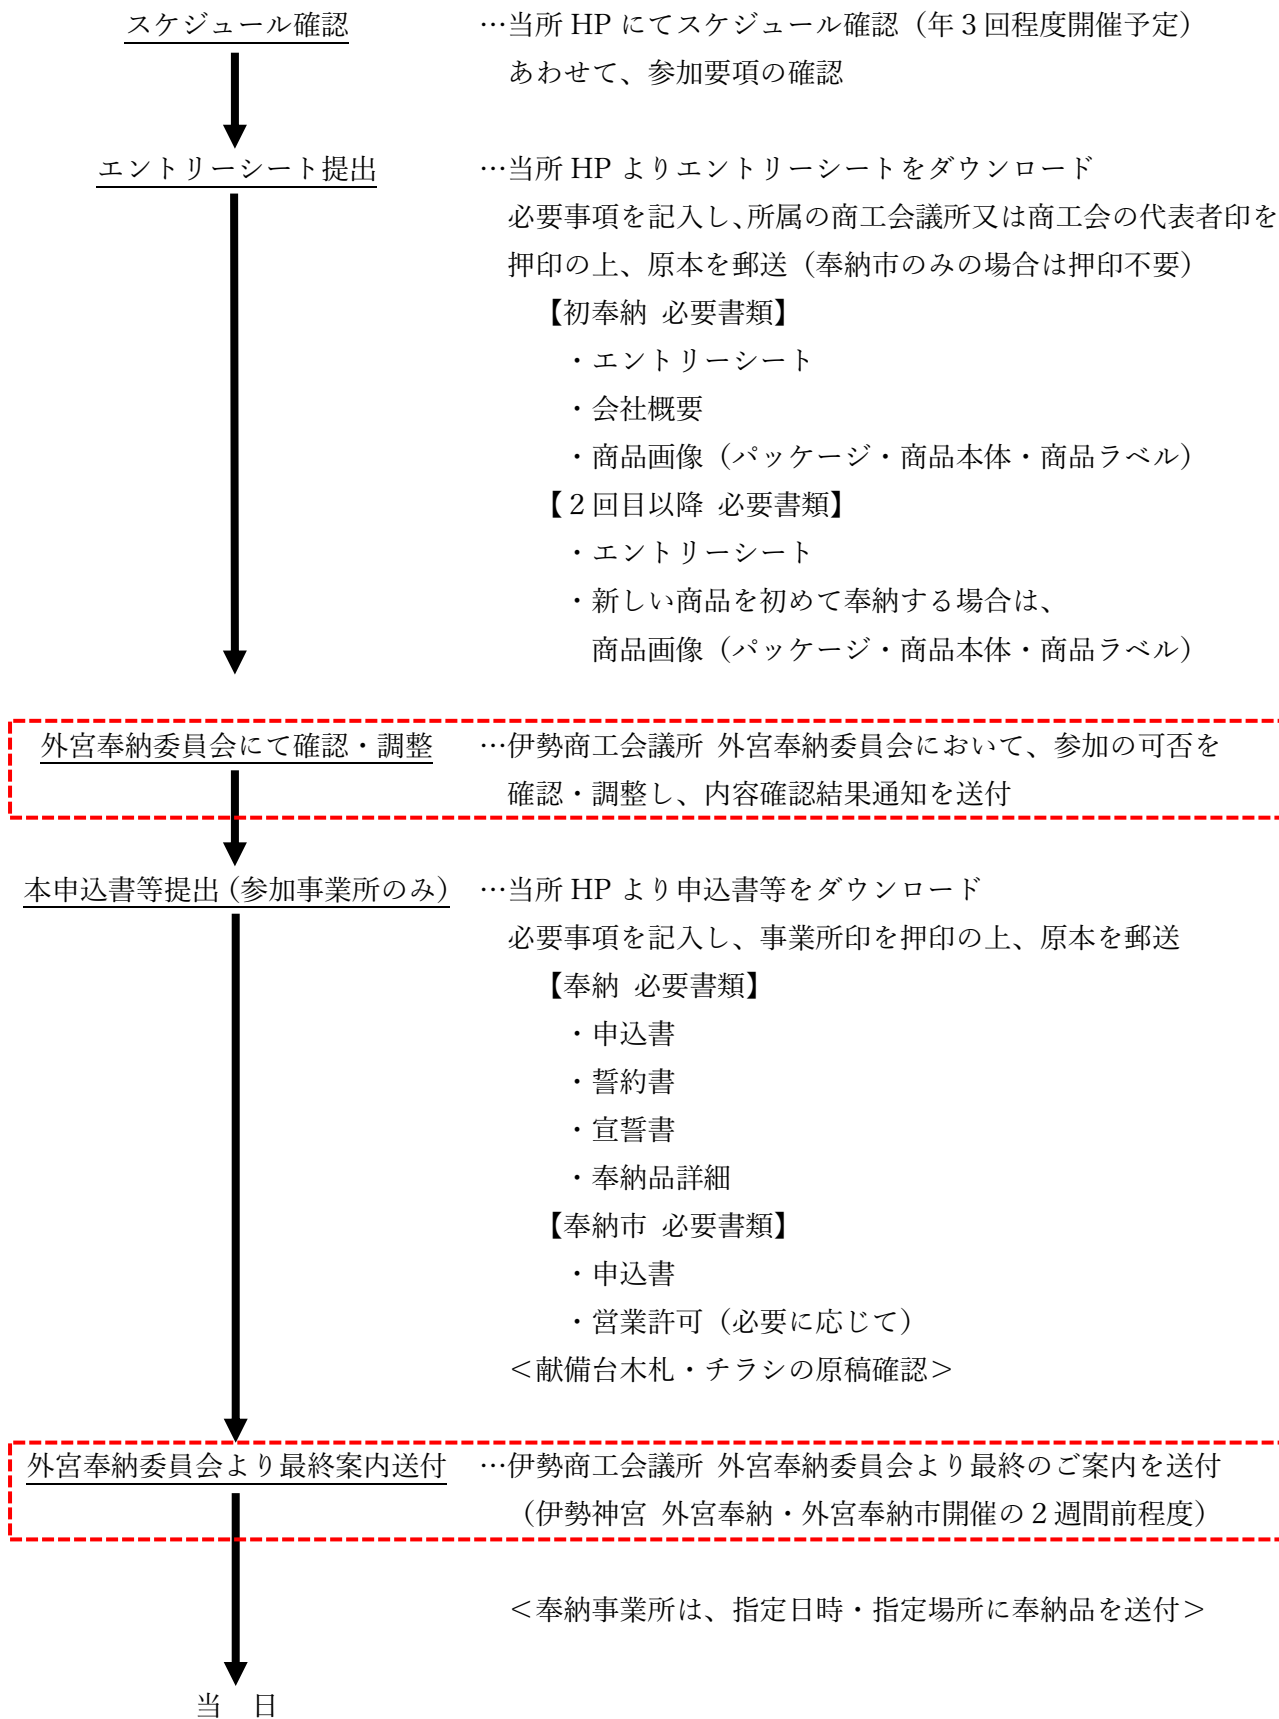 スケジュール確認 …当所 HP にてスケジュール確認（年３回程度開催予定）
あわせて、参加要項の確認
エントリーシート提出 …当所 HP よりエントリーシートをダウンロード
必要事項を記入し、所属の商工会議所又は商工会の代表者印を
押印の上、原本を郵送（奉納市のみの場合は押印不要）
【初奉納 必要書類】
・エントリーシート
・会社概要
・商品画像（パッケージ・商品本体・商品ラベル）
【２回目以降 必要書類】
・エントリーシート
・新しい商品を初めて奉納する場合は、
商品画像（パッケージ・商品本体・商品ラベル）
外宮奉納委員会にて確認・調整 …伊勢商工会議所 外宮奉納委員会において、参加の可否を
確認・調整し、内容確認結果通知を送付
本申込書等提出（参加事業所のみ） …当所 HP より申込書等をダウンロード
必要事項を記入し、事業所印を押印の上、原本を郵送
【奉納 必要書類】
・申込書
・誓約書
・宣誓書
・奉納品詳細
【奉納市 必要書類】
・申込書
・営業許可（必要に応じて）
＜献備台木札・チラシの原稿確認＞
外宮奉納委員会より最終案内送付 …伊勢商工会議所 外宮奉納委員会より最終のご案内を送付
（伊勢神宮 外宮奉納・外宮奉納市開催の２週間前程度）
＜奉納事業所は、指定日時・指定場所に奉納品を送付＞
当　日